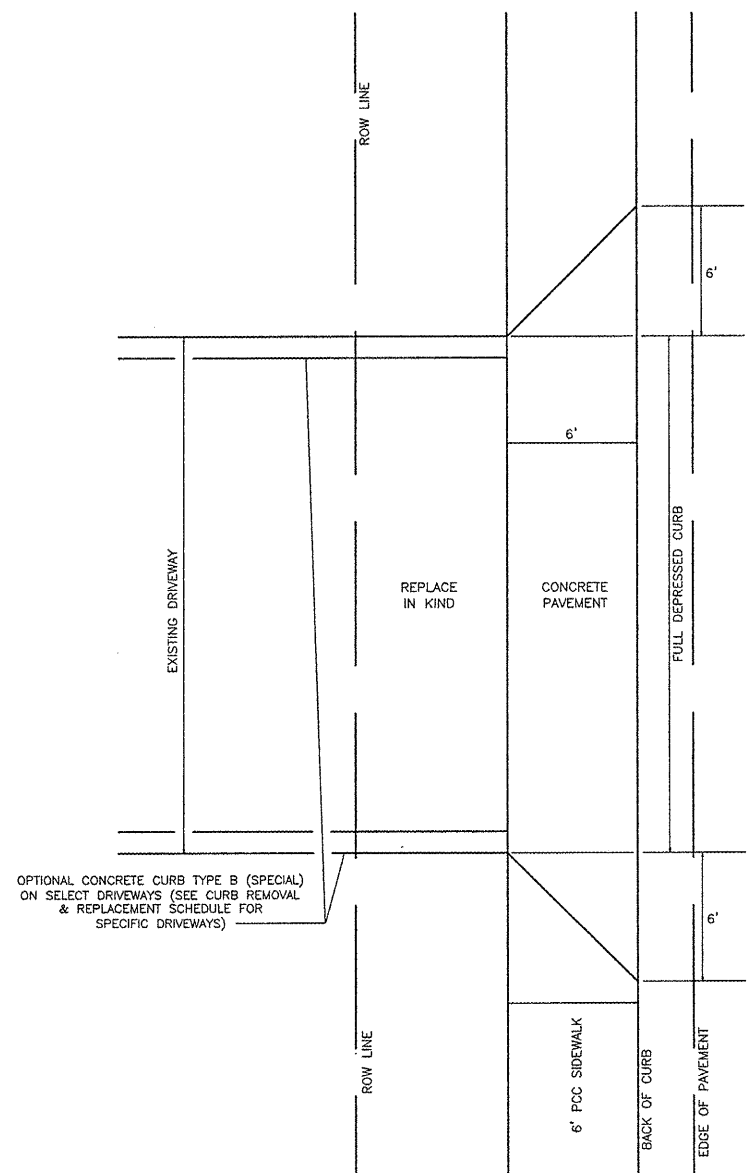 ROW LINE
6'
6'
EXISTING DRIVEWAY
REPLACE
IN KIND
CONCRETE
PAVEMENT
FULL DEPRESSED CURB
OPTIONAL CONCRETE CURB TYPE B (SPECIAL)
ON SELECT DRIVEWAYS (SEE CURB REMOVAL
& REPLACEMENT SCHEDULE FOR
SPECIFIC DRIVEWAYS)
6'
ROW LINE
6' PCC SIDEWALK
BACK OF CURB
EDGE OF PAVEMENT